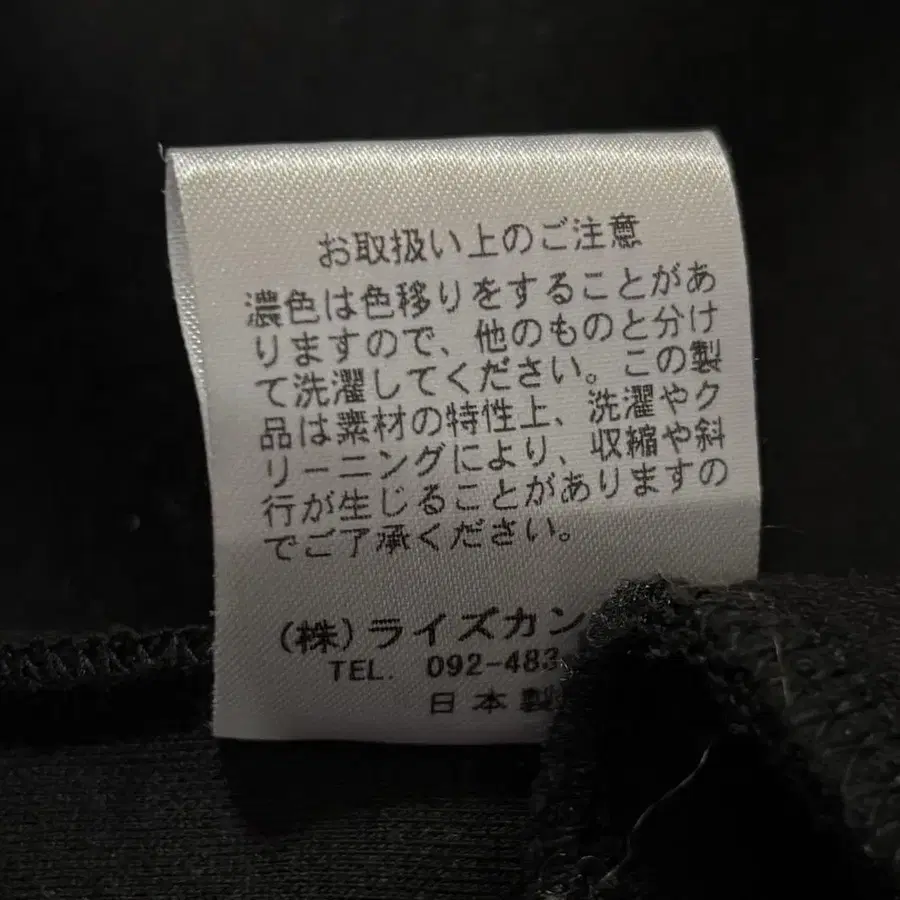 お取扱い上のご注意
濃色は色移りをすることがあ
りますので、他のものと分け
て洗濯してください。この製
品は素材の特性上、洗濯やク
リーニングにより、収縮や斜
行が生じることがありますの
でご了承ください。
(株)ライズカン
TEL. 092-483
日本製